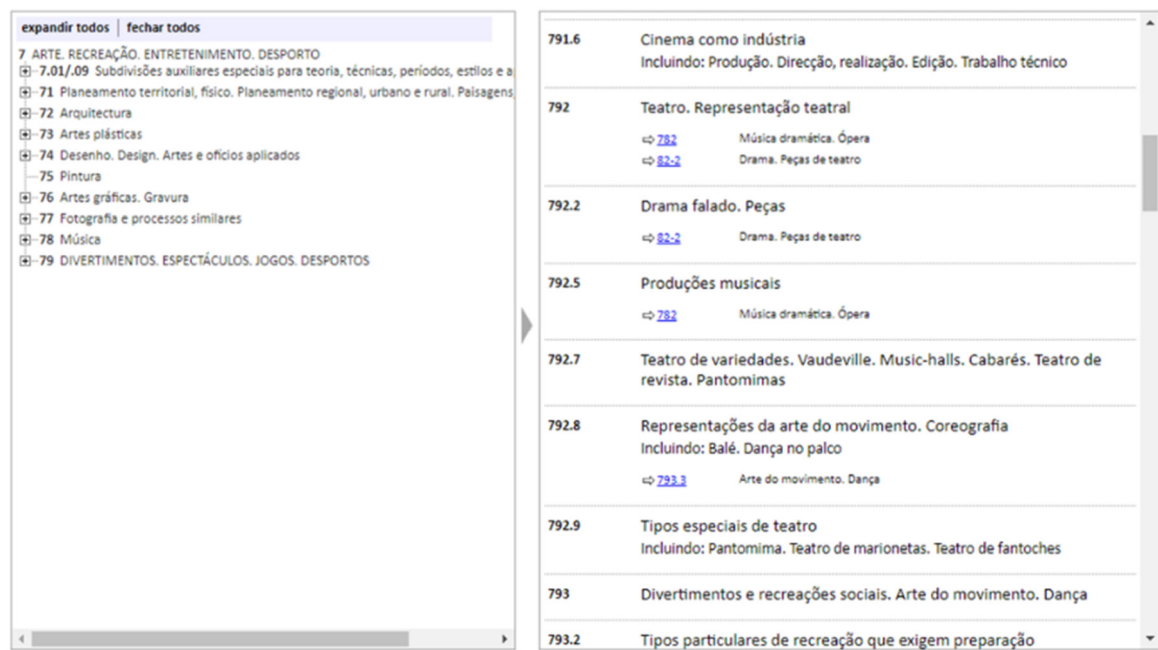 expandir todos | fechar todos
7 ARTE. RECREAÇÃO. ENTRETENIMENTO. DESPORTO
7.01/.09 Subdivisões auxiliares especiais para teoria, técnicas, períodos, estilos e
71 Planeamento territorial, físico. Planeamento regional, urbano e rural. Paisagens,
72 Arquitectura
73 Artes plásticas
74 Desenho. Design. Artes e ofícios aplicados
75 Pintura
76 Artes gráficas. Gravura
77 Fotografia e processos similares
78 Música
79 DIVERTIMENTOS. ESPECTÁCULOS. JOGOS. DESPORTOS
791.6 Cinema como indústria
Incluindo: Produção. Direcção, realização. Edição. Trabalho técnico
792 Teatro. Representação teatral
⇨ 782 Música dramática. Ópera
⇨ 82-2 Drama. Peças de teatro
792.2 Drama falado. Peças
⇨ 82-2 Drama. Peças de teatro
792.5 Produções musicais
⇨ 782 Música dramática. Ópera
792.7 Teatro de variedades. Vaudeville. Music-halls. Cabarés. Teatro de
revista. Pantomimas
792.8 Representações da arte do movimento. Coreografia
Incluindo: Balé. Dança no palco
⇨ 793.3 Arte do movimento. Dança
792.9 Tipos especiais de teatro
Incluindo: Pantomima. Teatro de marionetas. Teatro de fantoches
793 Divertimentos e recreações sociais. Arte do movimento. Dança
793.2 Tipos particulares de recreação que exigem preparação